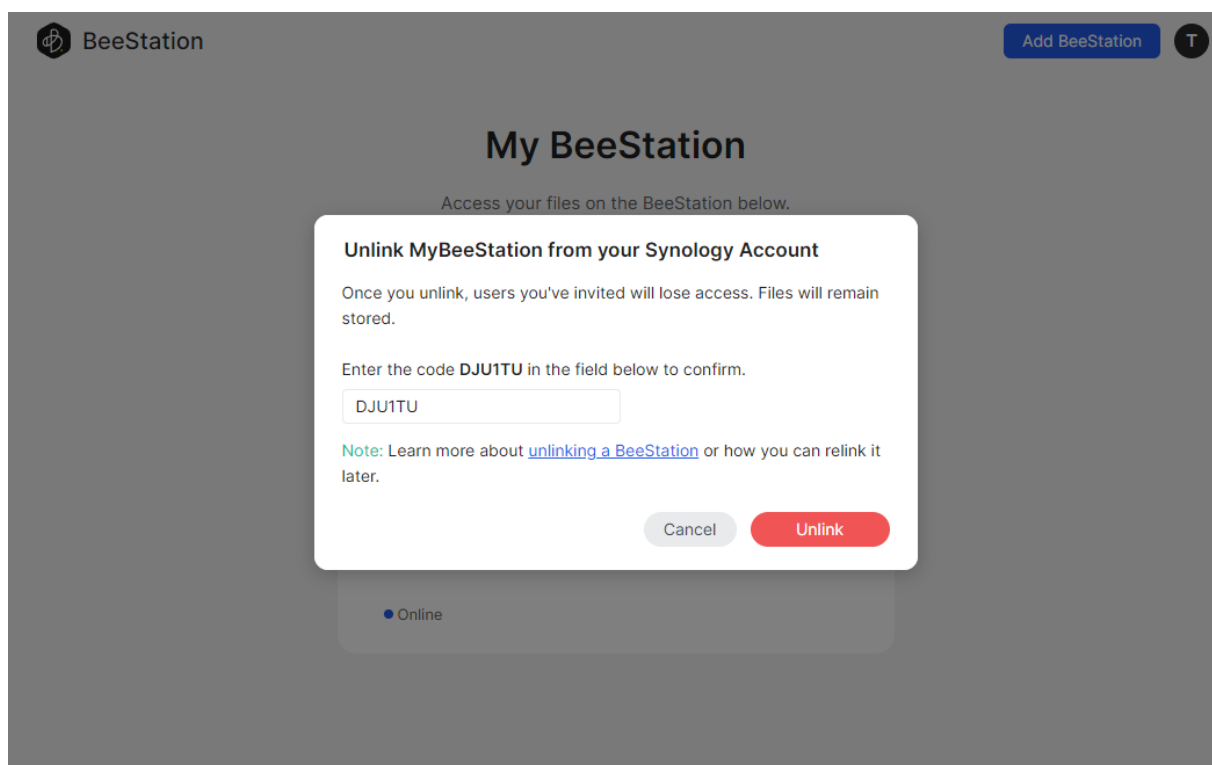 BeeStation
Add BeeStation
T
My BeeStation
Access your files on the BeeStation below.
Unlink MyBeeStation from your Synology Account
Once you unlink, users you've invited will lose access. Files will remain
stored.
Enter the code DJU1TU in the field below to confirm.
DJU1TU
Note: Learn more about unlinking a BeeStation or how you can relink it
later.
Cancel
Unlink
Online